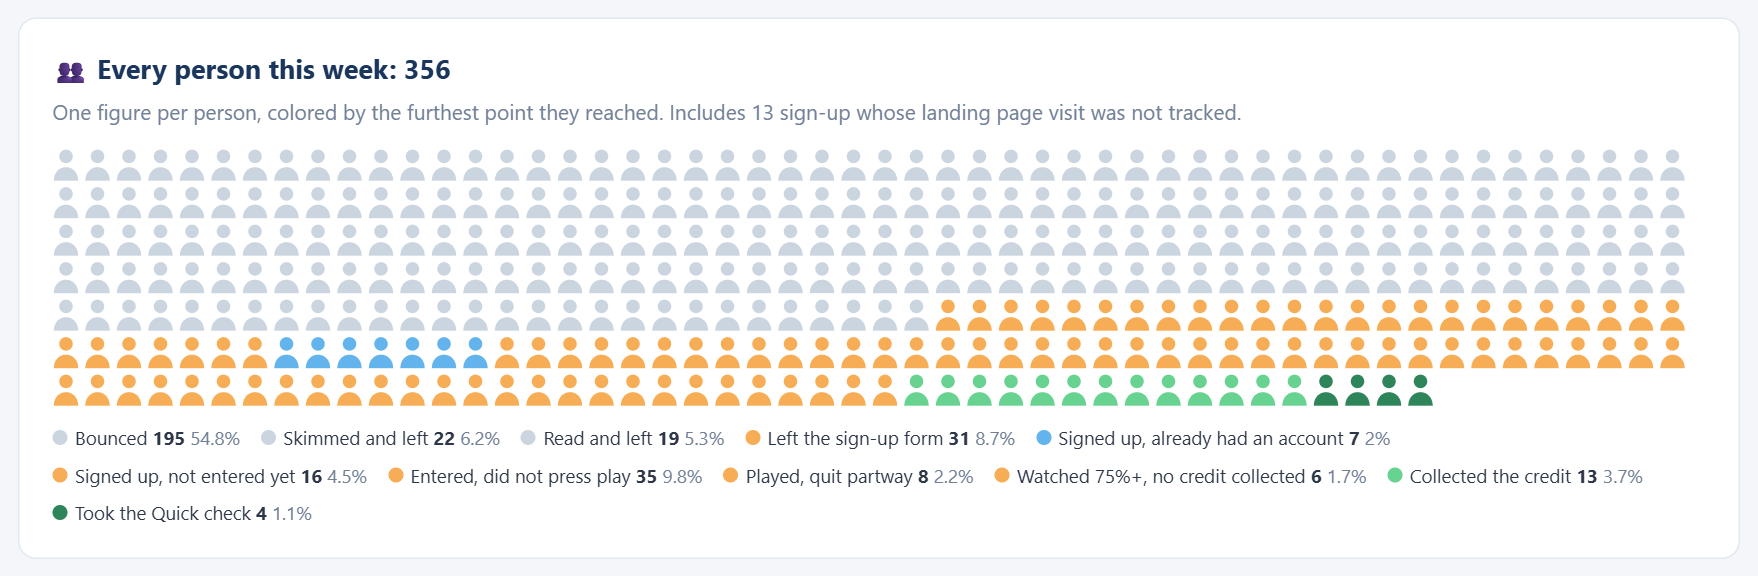 Every person this week: 356
One figure per person, colored by the furthest point they reached. Includes 13 sign-up whose landing page visit was not tracked.
Bounced 195 54.8% Skimmed and left 22 6.2% Read and left 19 5.3% Left the sign-up form 31 8.7% Signed up, already had an account 7 2%
Signed up, not entered yet 16 4.5% Entered, did not press play 35 9.8% Played, quit partway 8 2.2% Watched 75%+, no credit collected 6 1.7% Collected the credit 13 3.7%
Took the Quick check 4 1.1%